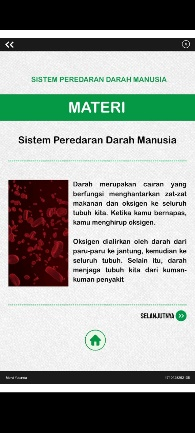 SISTEM PEREDARAN DARAH MANUSIA
MATERI
Sistem Peredaran Darah Manusia
Darah merupakan cairan yang
berfungsi menghantarkan zat-zat
makanan dan oksigen ke seluruh
tubuh kita. Ketika kamu bernapas,
kamu menghirup oksigen.
Oksigen dialirkan oleh darah dari
paru-paru ke jantung, kemudian ke
seluruh tubuh. Selain itu, darah
menjaga tubuh kita dari kuman-
kuman penyakit
SELANJUTNYA